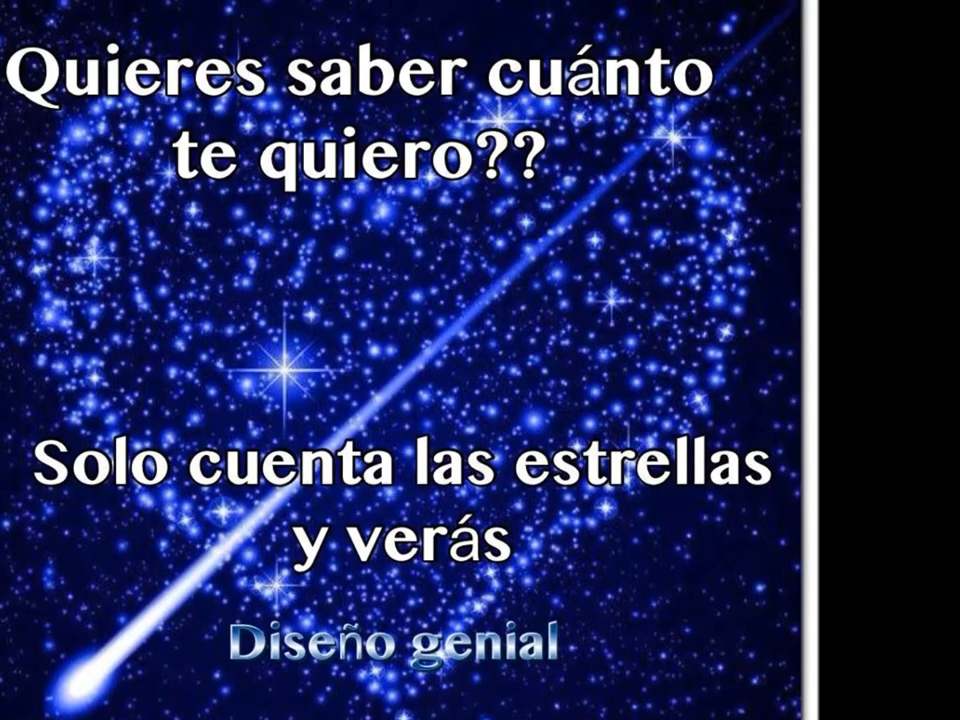 Quieres saber cuánto
te quiero??
Solo cuenta las estrellas
y verás
Diseño genial